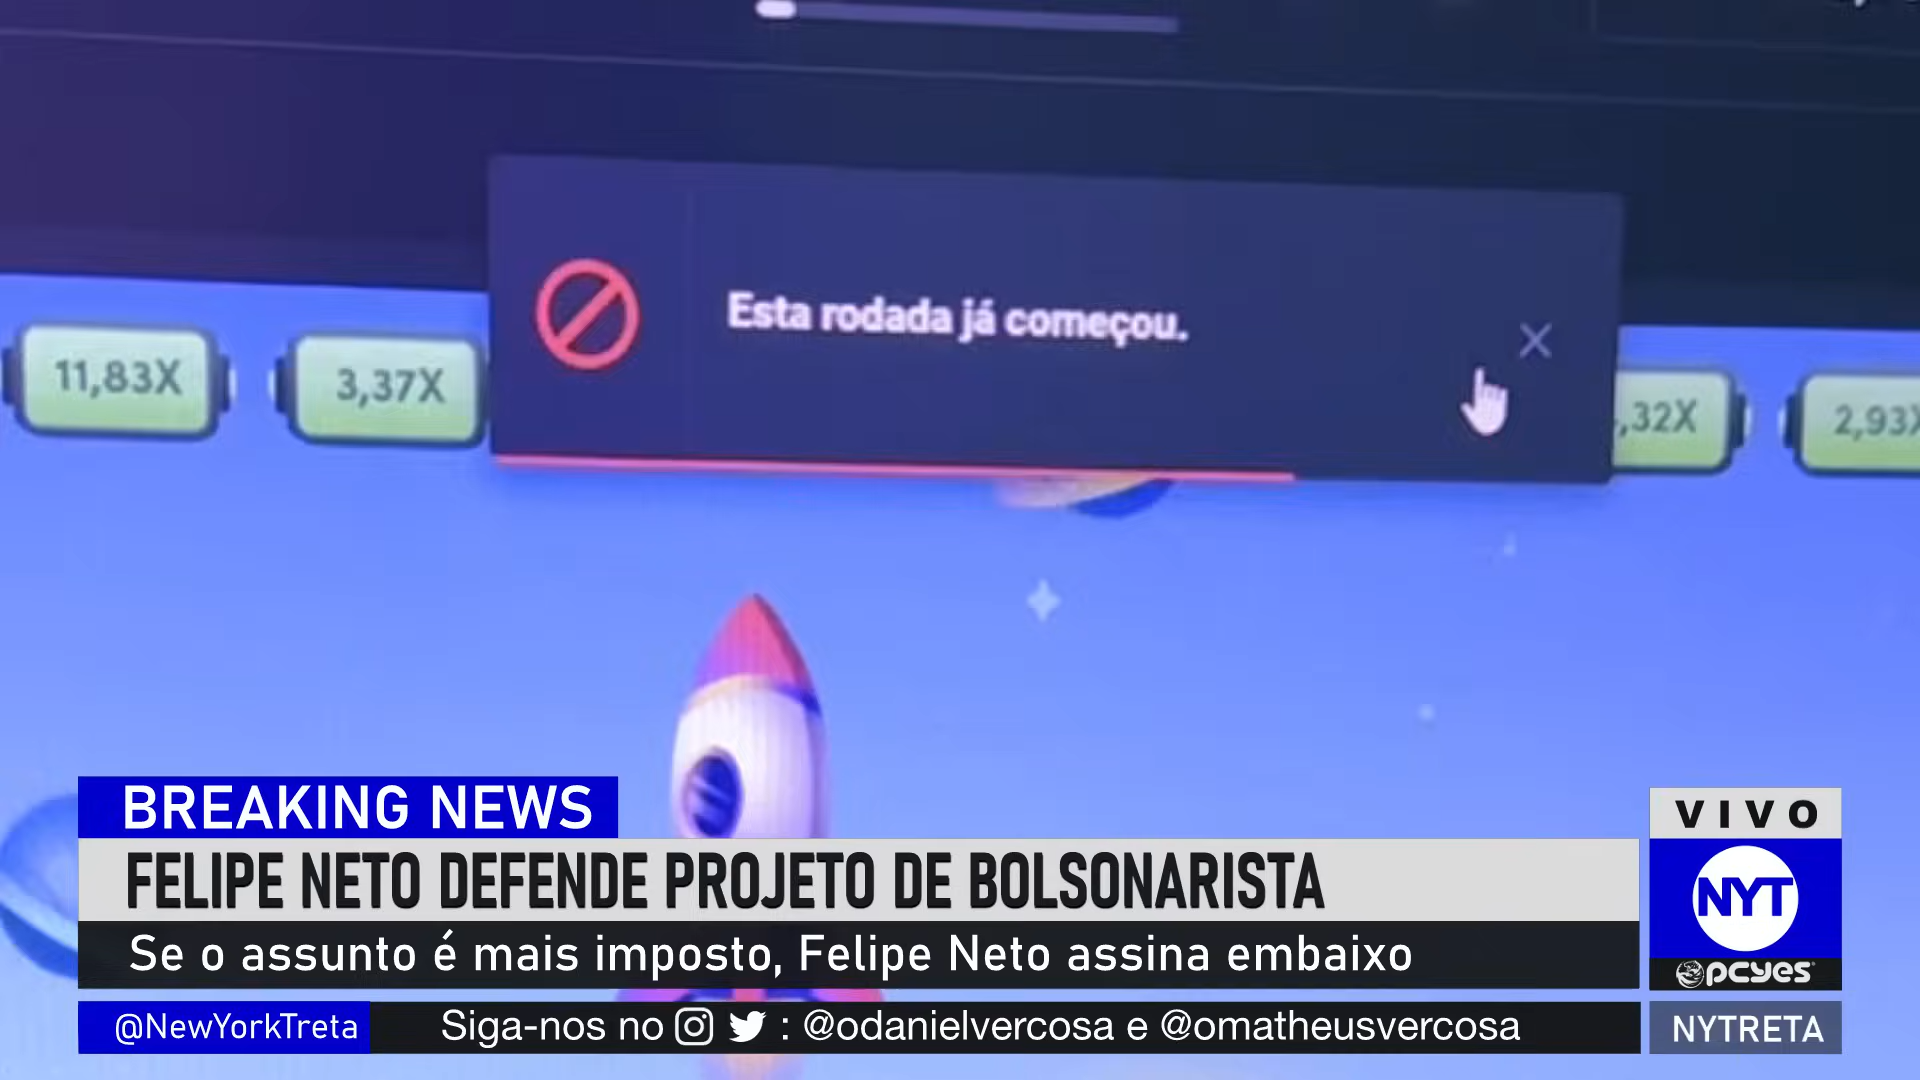 Esta rodada já começou.
11,83X
3,37X
,32X
2,93X
BREAKING NEWS
FELIPE NETO DEFENDE PROJETO DE BOLSONARISTA
Se o assunto é mais imposto, Felipe Neto assina embaixo
@NewYorkTreta
Siga-nos no : @odanielvercosa e @omatheusvercosa
VIVO
NYT
pcyes
NYTRETA